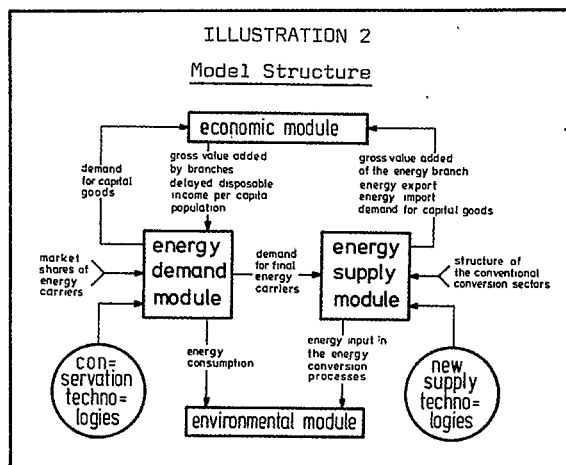 ILLUSTRATION 2
Model Structure
economic module
demand
for capital
goods
gross value added
by branches
delayed disposable
income per capita
population
gross value added
of the energy branch
energy export
energy import
demand for capital goods
market
shares of
energy
carriers
energy
demand
module
demand
for final
energy
carriers
energy
supply
module
structure of
the conventional
conversion sectors
con=
servation
techno=
logies
energy
consumption
energy input in
the energy
conversion
processes
new
supply
techno=
logies
environmental module